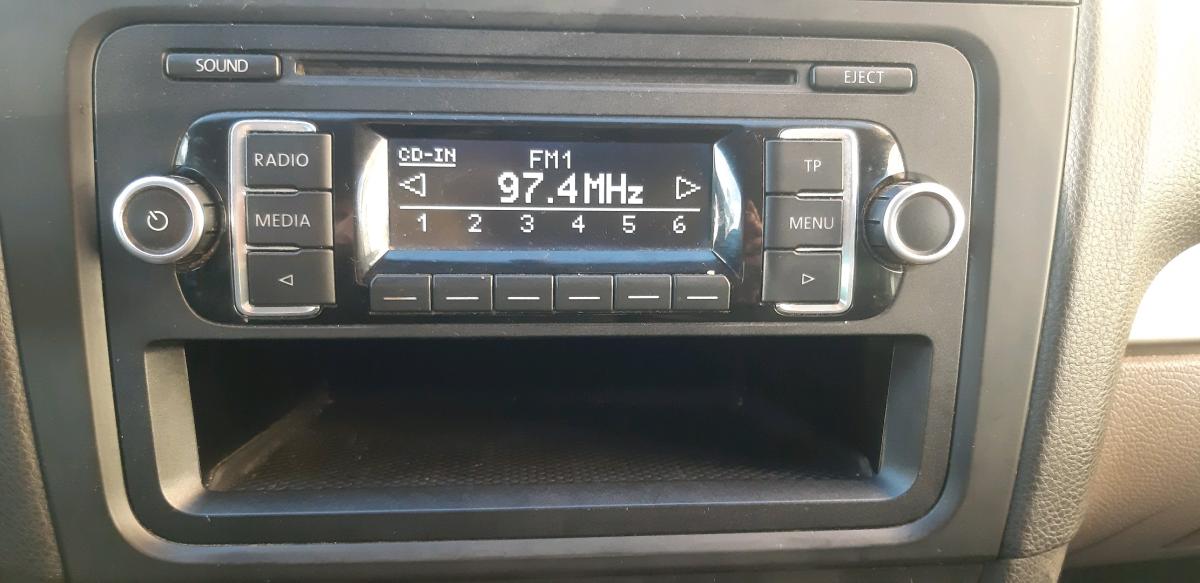 SOUND
EJECT
RADIO
MEDIA
CD-IN
FM1
97.4MHz
1 2 3 4 5 6
TP
MENU